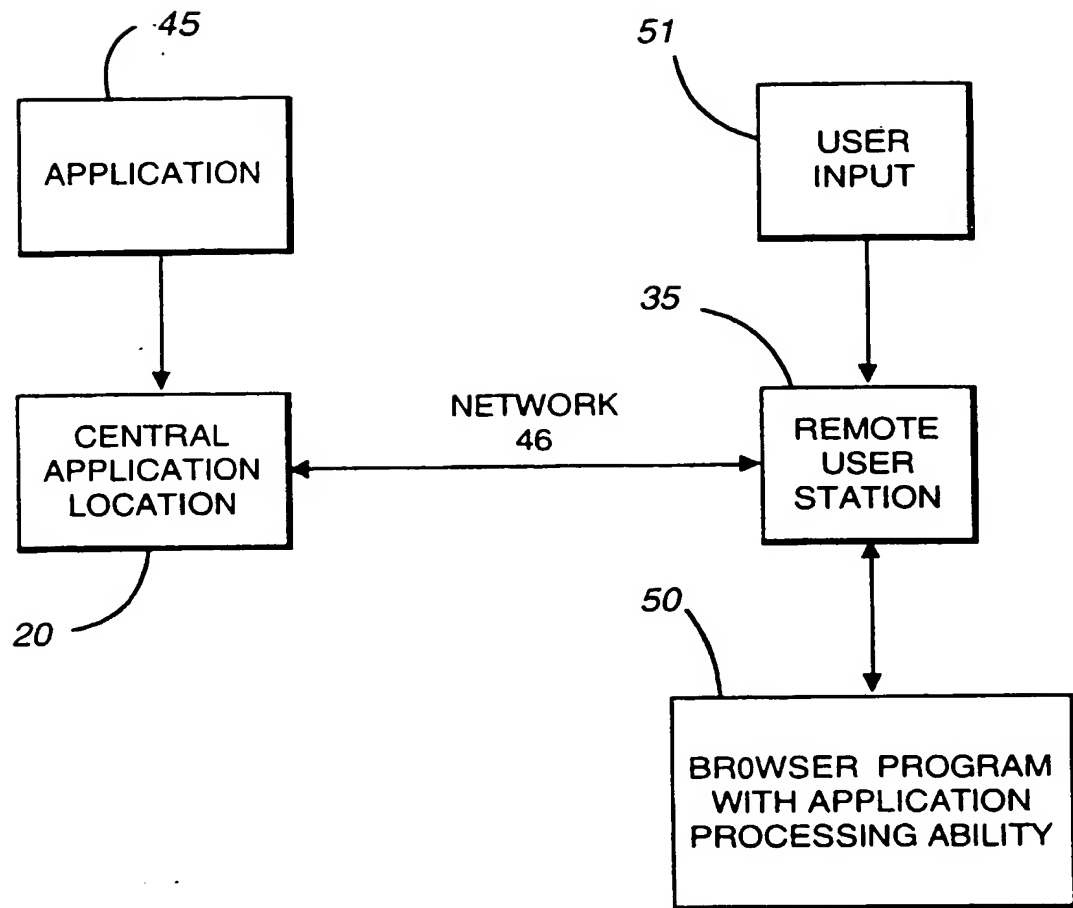 45
APPLICATION
51
USER
INPUT
35
CENTRAL
APPLICATION
LOCATION
20
NETWORK
46
REMOTE
USER
STATION
50
BR0WSER PROGRAM
WITH APPLICATION
PROCESSING ABILITY